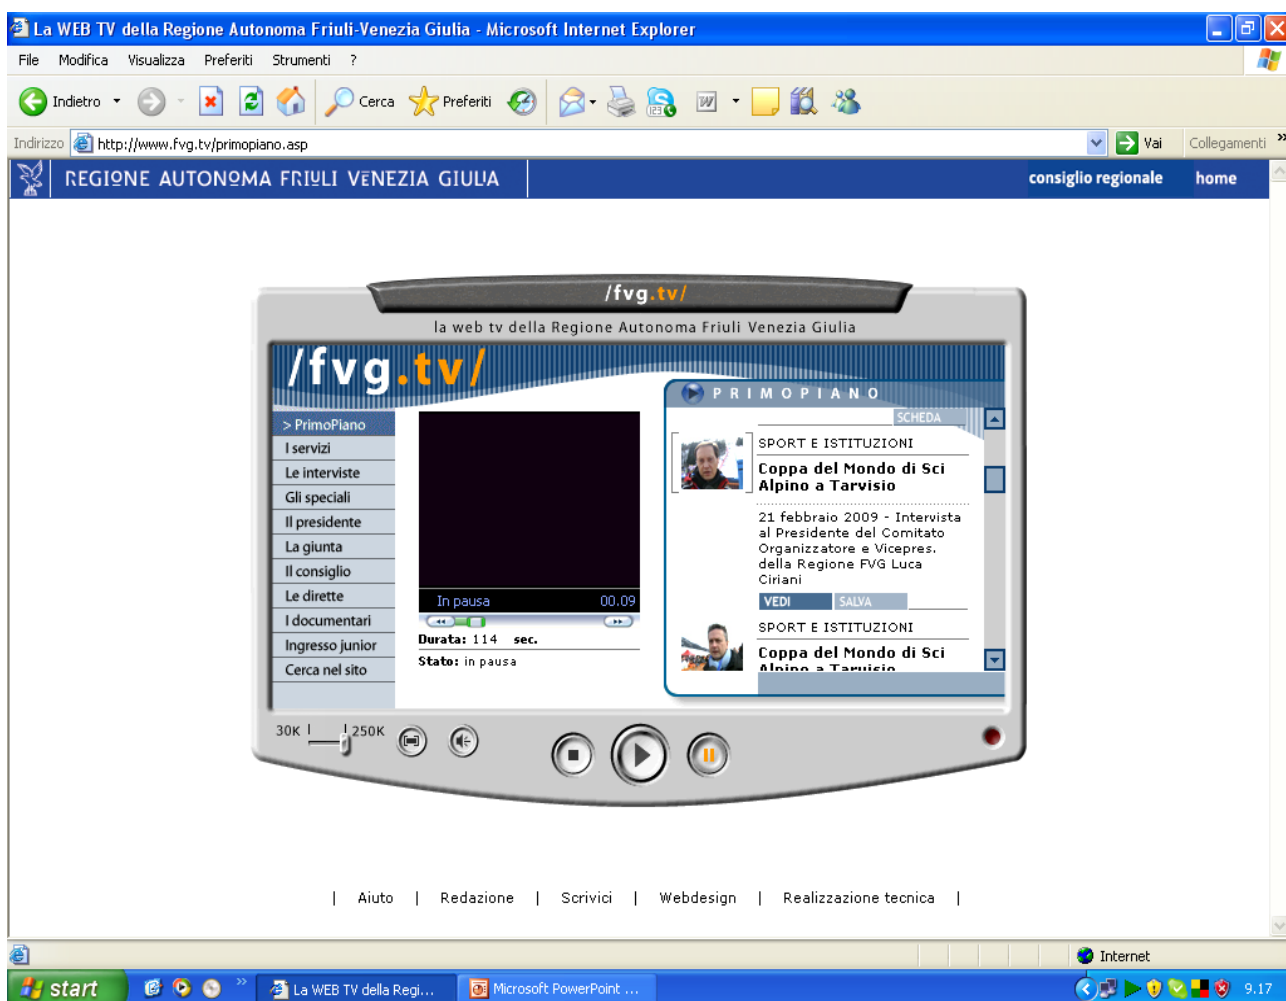 La WEB TV della Regione Autonoma Friuli-Venezia Giulia - Microsoft Internet Explorer
File Modifica Visualizza Preferiti Strumenti ?
Indietro Cerca Preferiti
Indirizzo http://www.fvg.tv/primopiano.asp Vai Collegamenti »
REGIONE AUTONOMA FRIULI VENEZIA GIULIA consiglio regionale home
/fvg.tv/
la web tv della Regione Autonoma Friuli Venezia Giulia
/fvg.tv/
> PrimoPiano
I servizi
Le interviste
Gli speciali
Il presidente
La giunta
Il consiglio
Le dirette
I documentari
Ingresso junior
Cerca nel sito
In pausa 00.09
Durata: 114 sec.
Stato: in pausa
PRIMOPIANO
SCHEDA
SPORT E ISTITUZIONI
Coppa del Mondo di Sci
Alpino a Tarvisio
21 febbraio 2009 - Intervista
al Presidente del Comitato
Organizzatore e Vicepres.
della Regione FVG Luca
Ciriani
VEDI SALVA
SPORT E ISTITUZIONI
Coppa del Mondo di Sci
Alpino a Tarvisio
30K 250K
| Aiuto | Redazione | Scrivici | Webdesign | Realizzazione tecnica |
Internet
start » La WEB TV della Regi... Microsoft PowerPoint ... 9.17